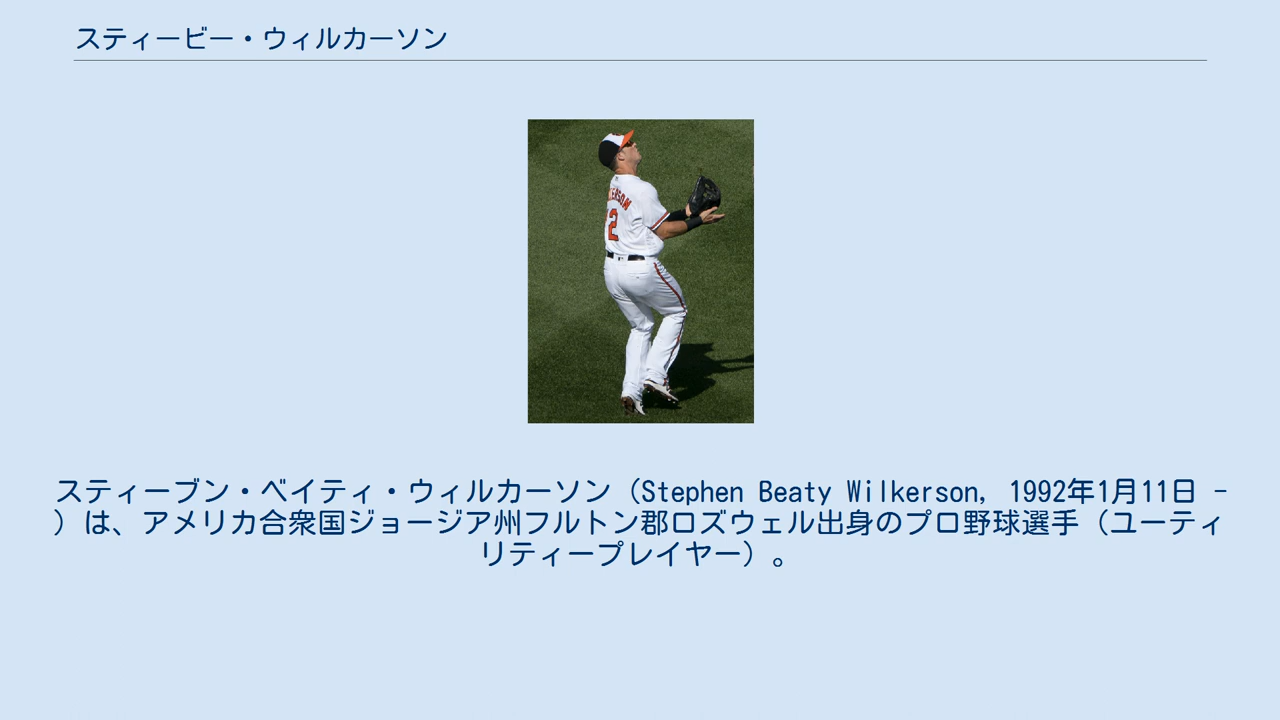 スティービー・ウィルカーソン
ERSON
2
スティーブン・ベイティ・ウィルカーソン（Stephen Beaty Wilkerson, 1992年1月11日 -
）は、アメリカ合衆国ジョージア州フルトン郡ロズウェル出身のプロ野球選手（ユーティ
リティープレイヤー）。